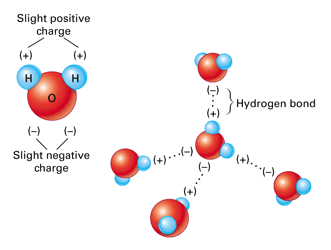 Slight positive
charge
(+) (+)
H H
O
(−) (−)
Slight negative
charge
(−)
Hydrogen bond
(+)
(+) (−) (−) (+) (−)
(−)
(+)